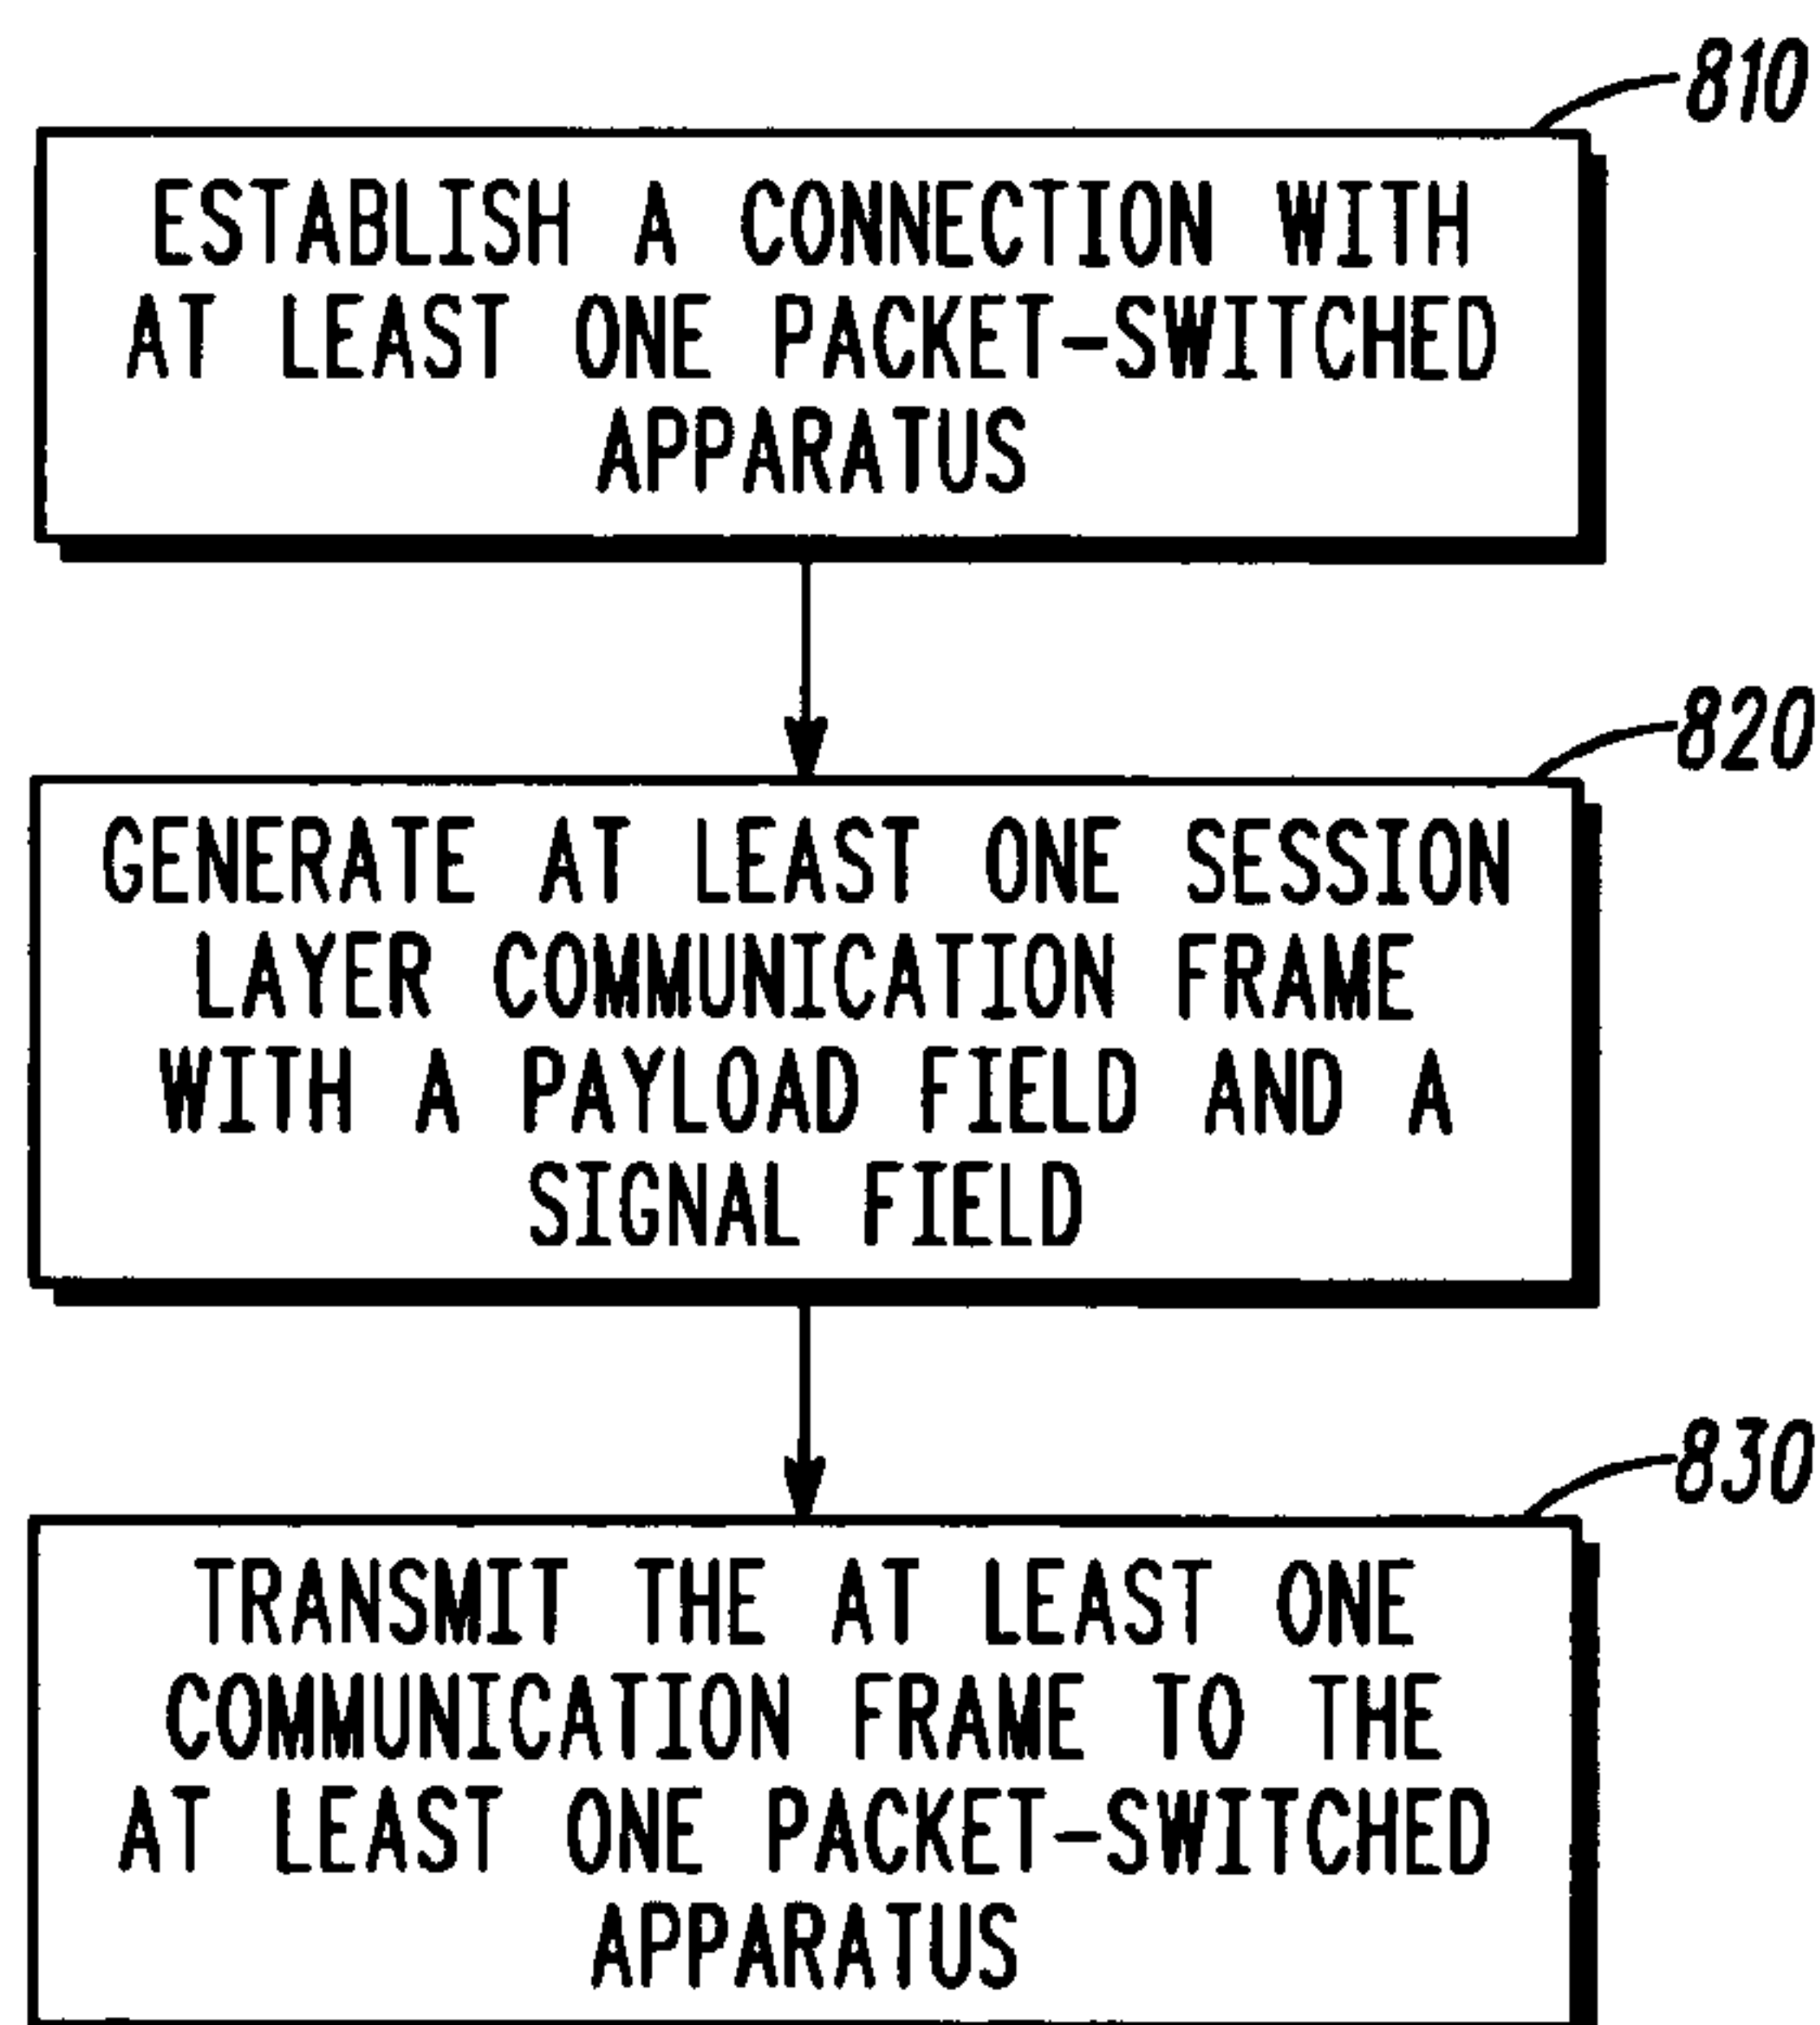 810
ESTABLISH A CONNECTION WITH
AT LEAST ONE PACKET-SWITCHED
APPARATUS
820
GENERATE AT LEAST ONE SESSION
LAYER COMMUNICATION FRAME
WITH A PAYLOAD FIELD AND A
SIGNAL FIELD
830
TRANSMIT THE AT LEAST ONE
COMMUNICATION FRAME TO THE
AT LEAST ONE PACKET-SWITCHED
APPARATUS